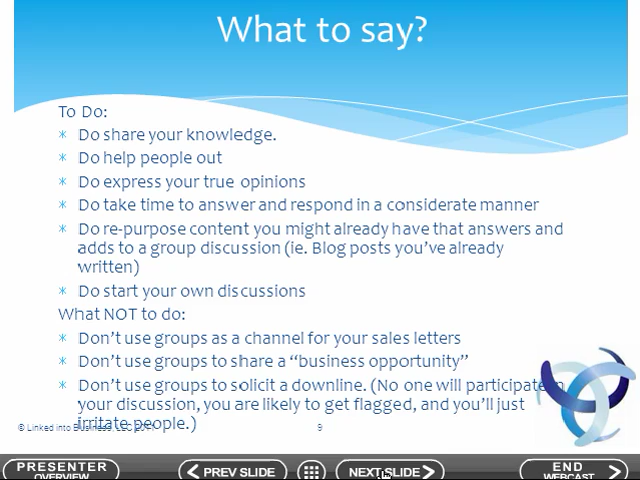 What to say?
To Do:
* Do share your knowledge.
* Do help people out
* Do express your true opinions
* Do take time to answer and respond in a considerate manner
* Do re-purpose content you might already have that answers and
adds to a group discussion (ie. Blog posts you've already
written)
* Do start your own discussions
What NOT to do:
* Don't use groups as a channel for your sales letters
* Don't use groups to share a "business opportunity"
* Don't use groups to solicit a downline. (No one will participate in
your discussion, you are likely to get flagged, and you'll just
irritate people.)
© Linked into Business, LLC
9
PRESENTER
OVERVIEW
PREV SLIDE
NEXT SLIDE
END
WEBCAST